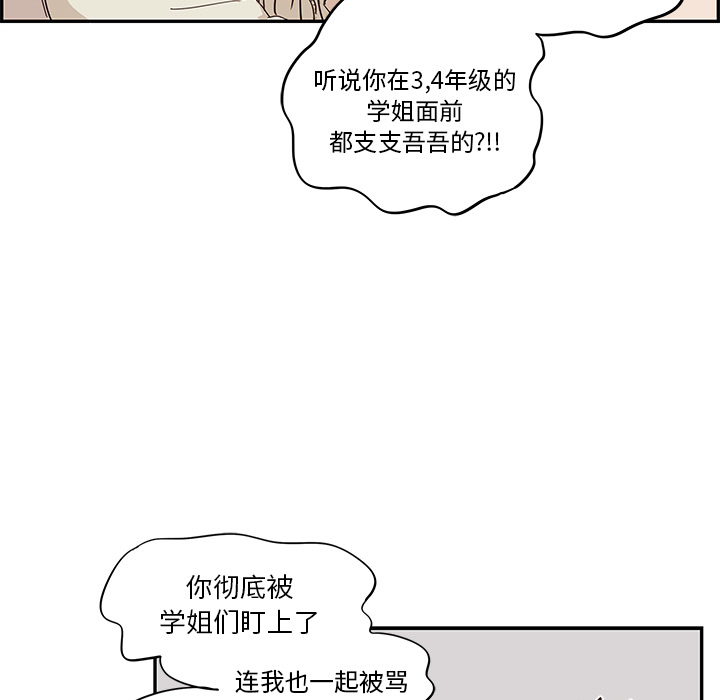 听说你在3,4年级的
学姐面前
都支支吾吾的?!!
你彻底被
学姐们盯上了
连我也一起被骂